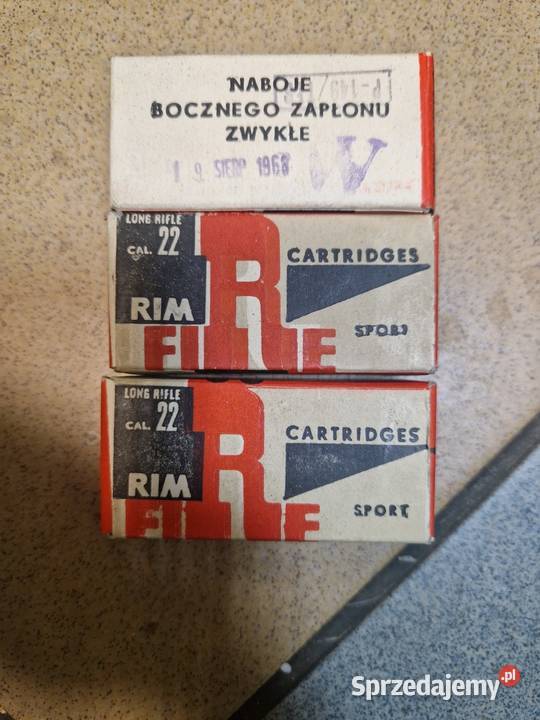 NABOJE
BOCZNEGO ZAPŁONU
ZWYKŁE
19 SIERP 1968
W
LONG RIFLE
CAL. 22
RIM
FIRE
CARTRIDGES
SPORT
LONG RIFLE
CAL. 22
RIM
FIRE
CARTRIDGES
SPORT
Sprzedajemy.pl